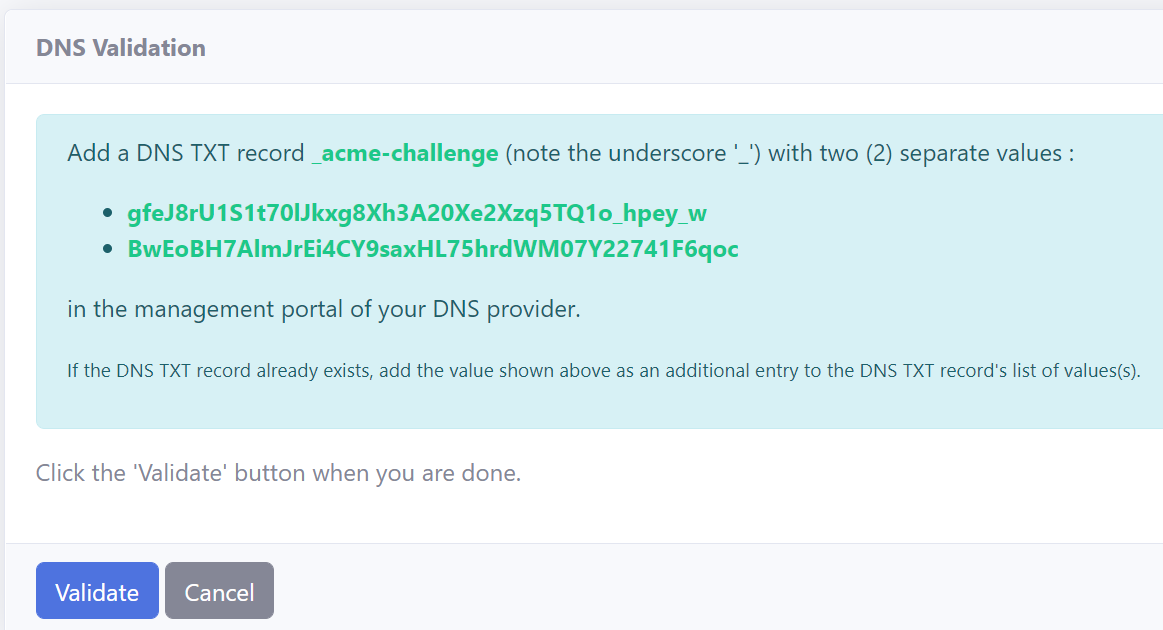 DNS Validation
Add a DNS TXT record _acme-challenge (note the underscore '_') with two (2) separate values :
• gfeJ8rU1S1t70lJkxg8Xh3A20Xe2Xzq5TQ1o_hpey_w
• BwEoBH7AlmJrEi4CY9saxHL75hrdWM07Y22741F6qoc
in the management portal of your DNS provider.
If the DNS TXT record already exists, add the value shown above as an additional entry to the DNS TXT record's list of values(s).
Click the 'Validate' button when you are done.
Validate Cancel